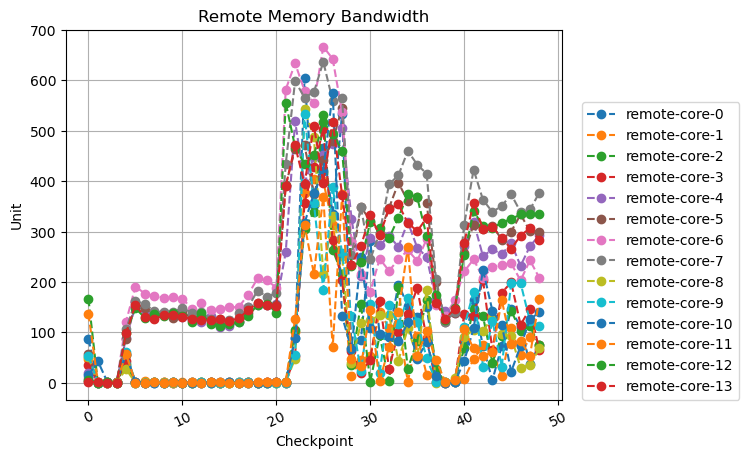 Remote Memory Bandwidth
700
600
500
400
300
200
100
0
Unit
0
10
20
30
40
50
Checkpoint
remote-core-0
remote-core-1
remote-core-2
remote-core-3
remote-core-4
remote-core-5
remote-core-6
remote-core-7
remote-core-8
remote-core-9
remote-core-10
remote-core-11
remote-core-12
remote-core-13